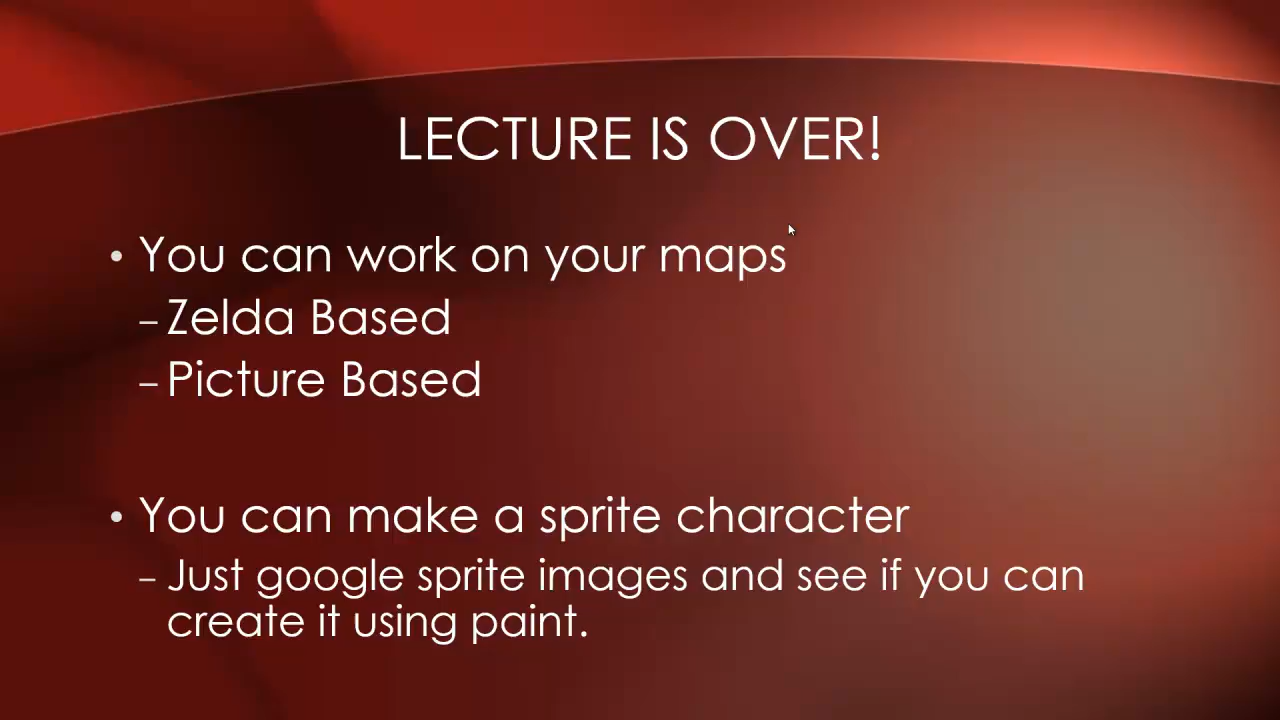 LECTURE IS OVER!
• You can work on your maps
– Zelda Based
– Picture Based
• You can make a sprite character
– Just google sprite images and see if you can
create it using paint.